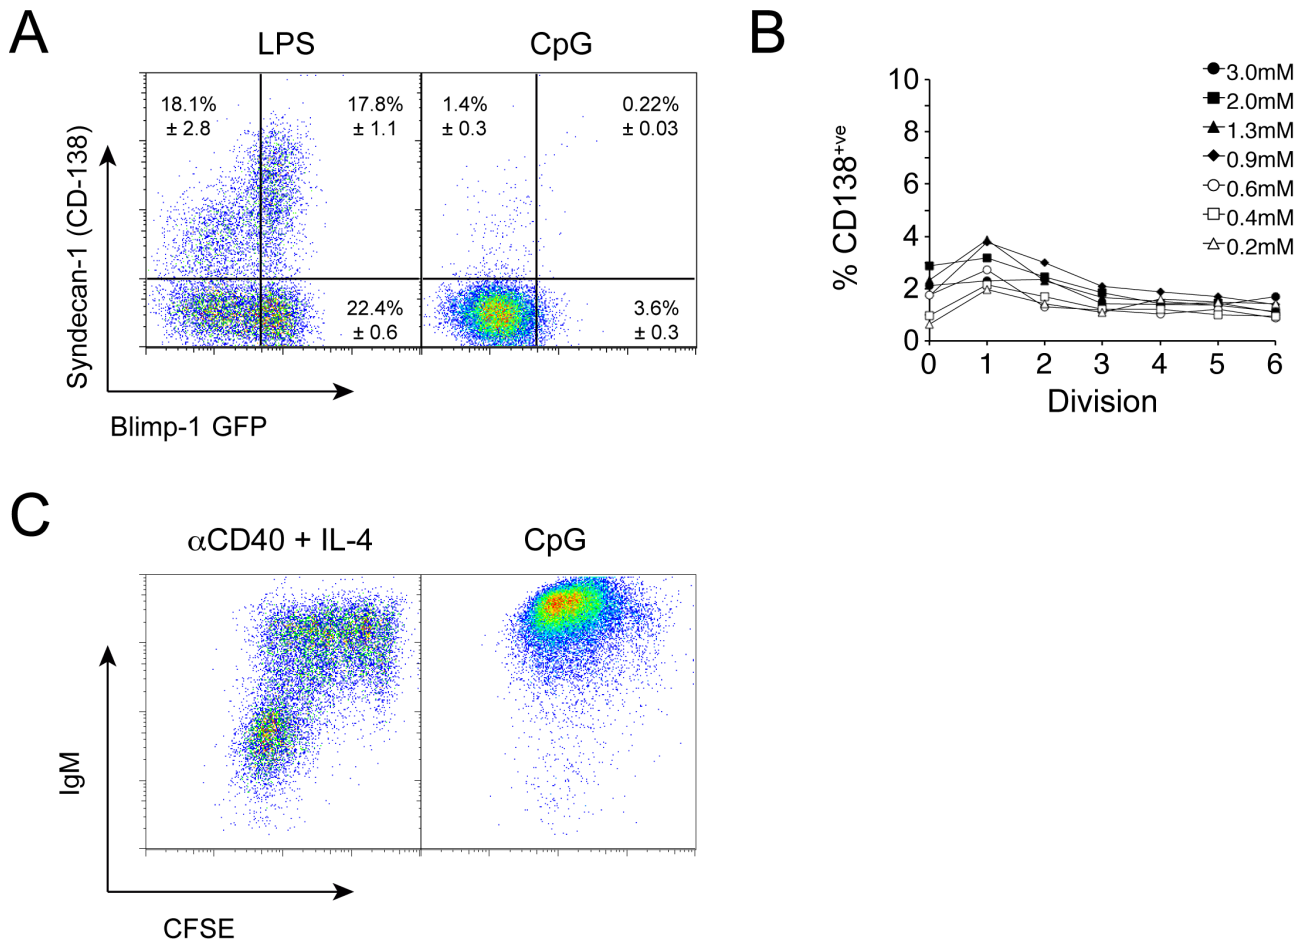 A
LPS
CpG
18.1%
± 2.8
17.8%
± 1.1
1.4%
± 0.3
0.22%
± 0.03
22.4%
± 0.6
3.6%
± 0.3
Syndecan-1 (CD-138)
Blimp-1 GFP
B
10
8
6
4
2
0
% CD138+ve
0 1 2 3 4 5 6
Division
3.0mM
2.0mM
1.3mM
0.9mM
0.6mM
0.4mM
0.2mM
C
αCD40 + IL-4
CpG
IgM
CFSE